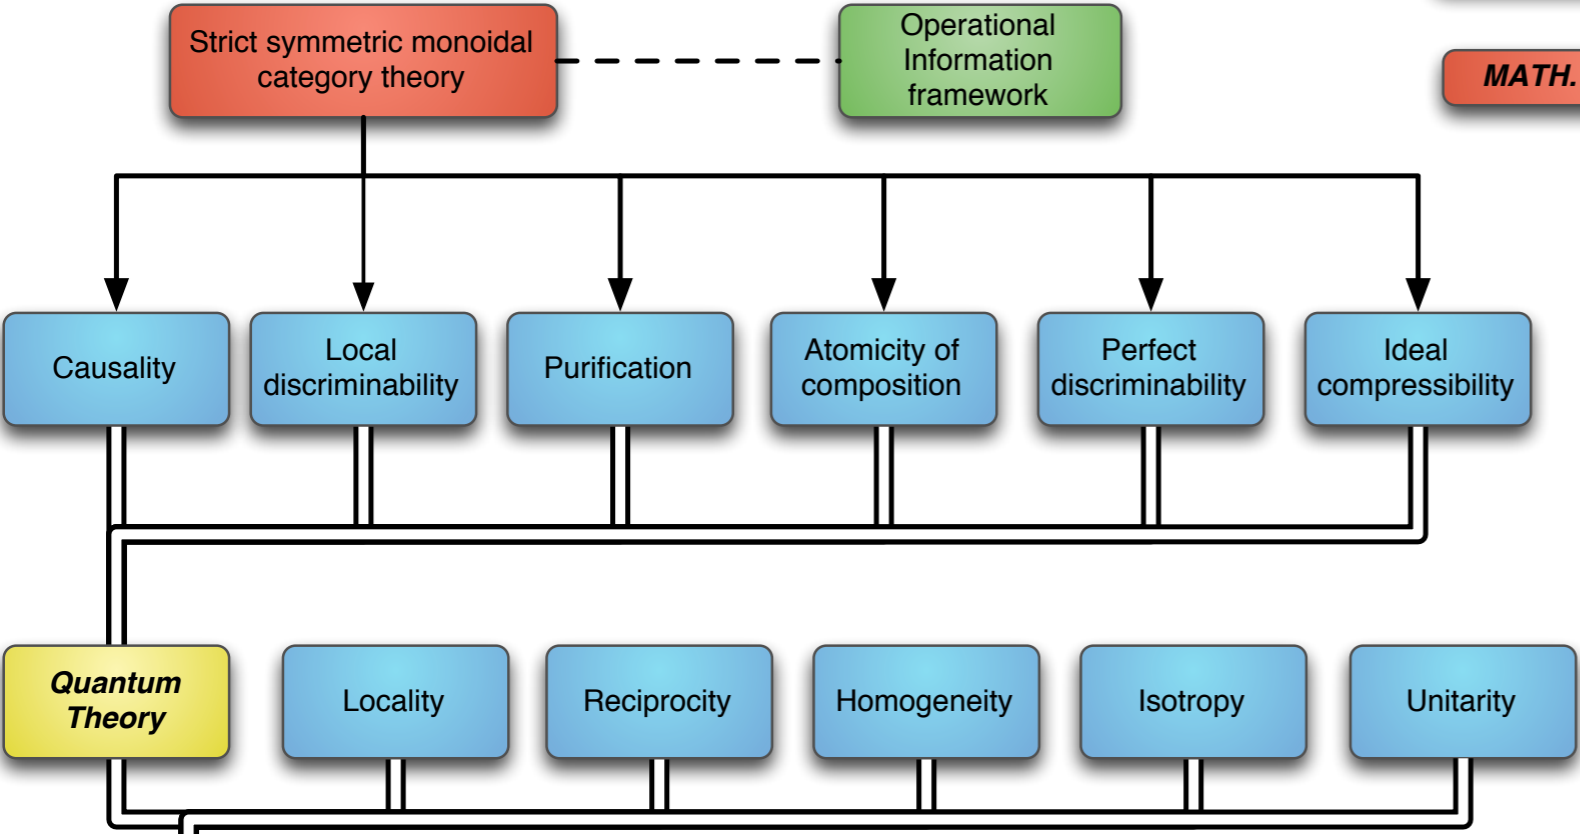 Strict symmetric monoidal
category theory
Operational
Information
framework
MATH.
Causality
Local
discriminability
Purification
Atomicity of
composition
Perfect
discriminability
Ideal
compressibility
Quantum
Theory
Locality
Reciprocity
Homogeneity
Isotropy
Unitarity